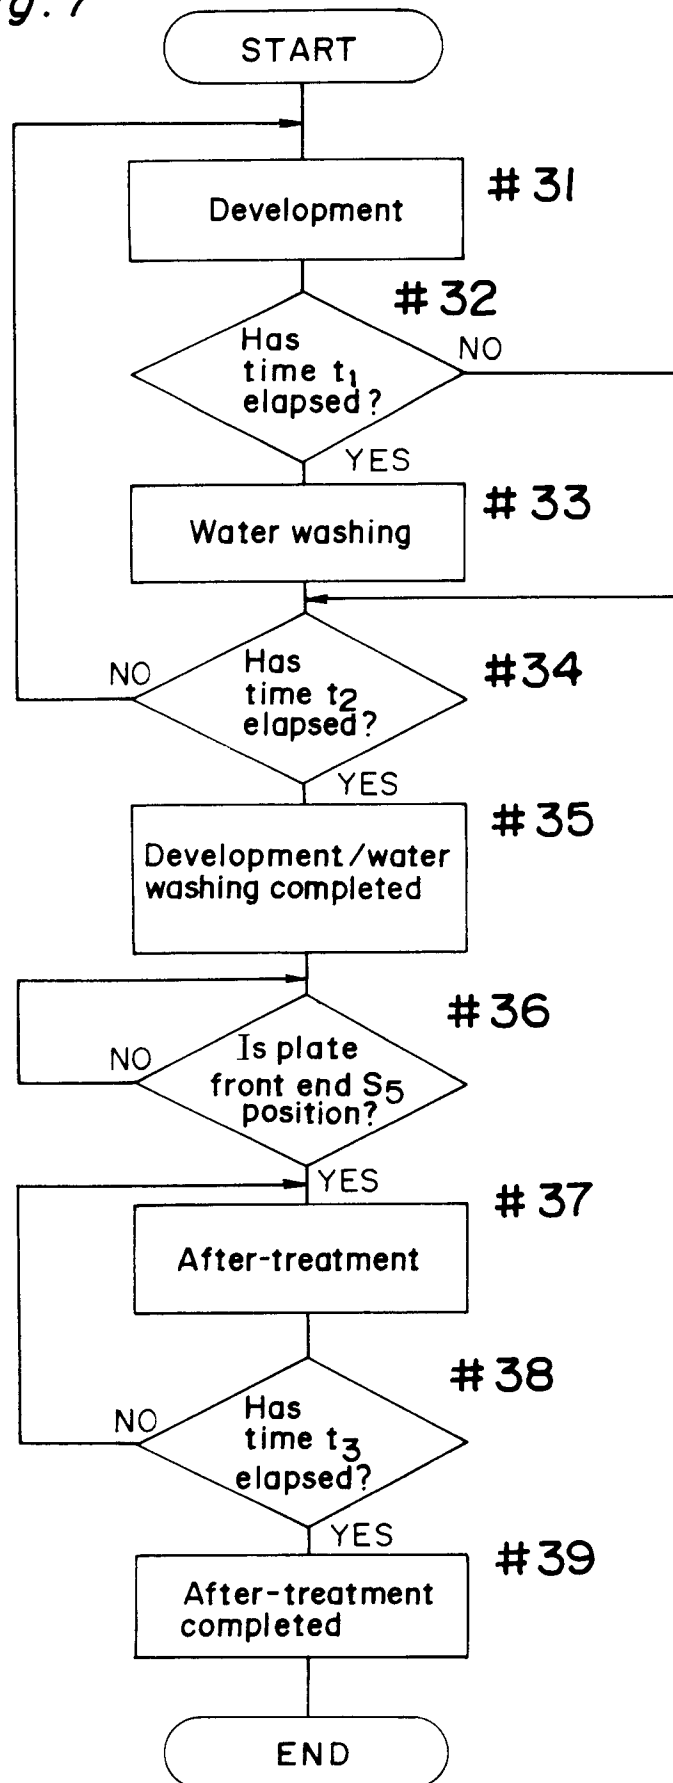 Fig. 7
START
Development
#31
#32
Has
time t₁
elapsed?
NO
YES
Water washing
#33
NO
Has
time t₂
elapsed?
#34
YES
Development/water
washing completed
#35
#36
NO
Is plate
front end S₅
position?
YES
After-treatment
#37
#38
NO
Has
time t₃
elapsed?
YES
After-treatment
completed
#39
END